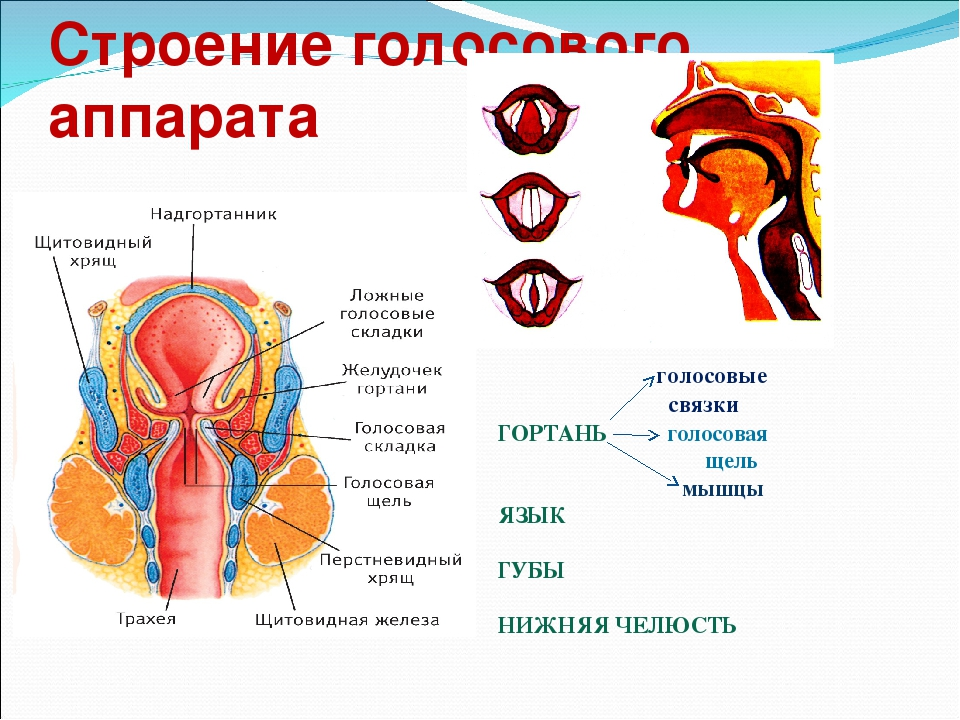 Строение голосового
аппарата
Надгортанник
Щитовидный
хрящ
Ложные
голосовые
складки
Желудочек
гортани
Голосовая
складка
Голосовая
щель
Перстневидный
хрящ
Трахея
Щитовидная железа
голосовые
связки
ГОРТАНЬ голосовая
щель
мышцы
ЯЗЫК
ГУБЫ
НИЖНЯЯ ЧЕЛЮСТЬ